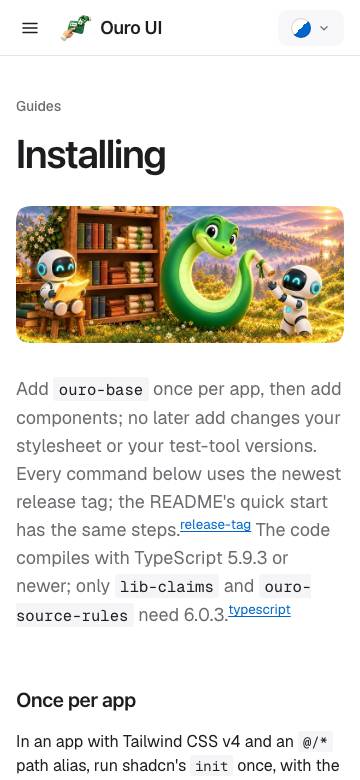 Ouro UI
Guides
Installing
Add ouro-base once per app, then add
components; no later add changes your
stylesheet or your test-tool versions.
Every command below uses the newest
release tag; the README's quick start
has the same steps.release-tag The code
compiles with TypeScript 5.9.3 or
newer; only lib-claims and ouro-
source-rules need 6.0.3.typescript
Once per app
In an app with Tailwind CSS v4 and an @/*
path alias, run shadcn's init once, with the